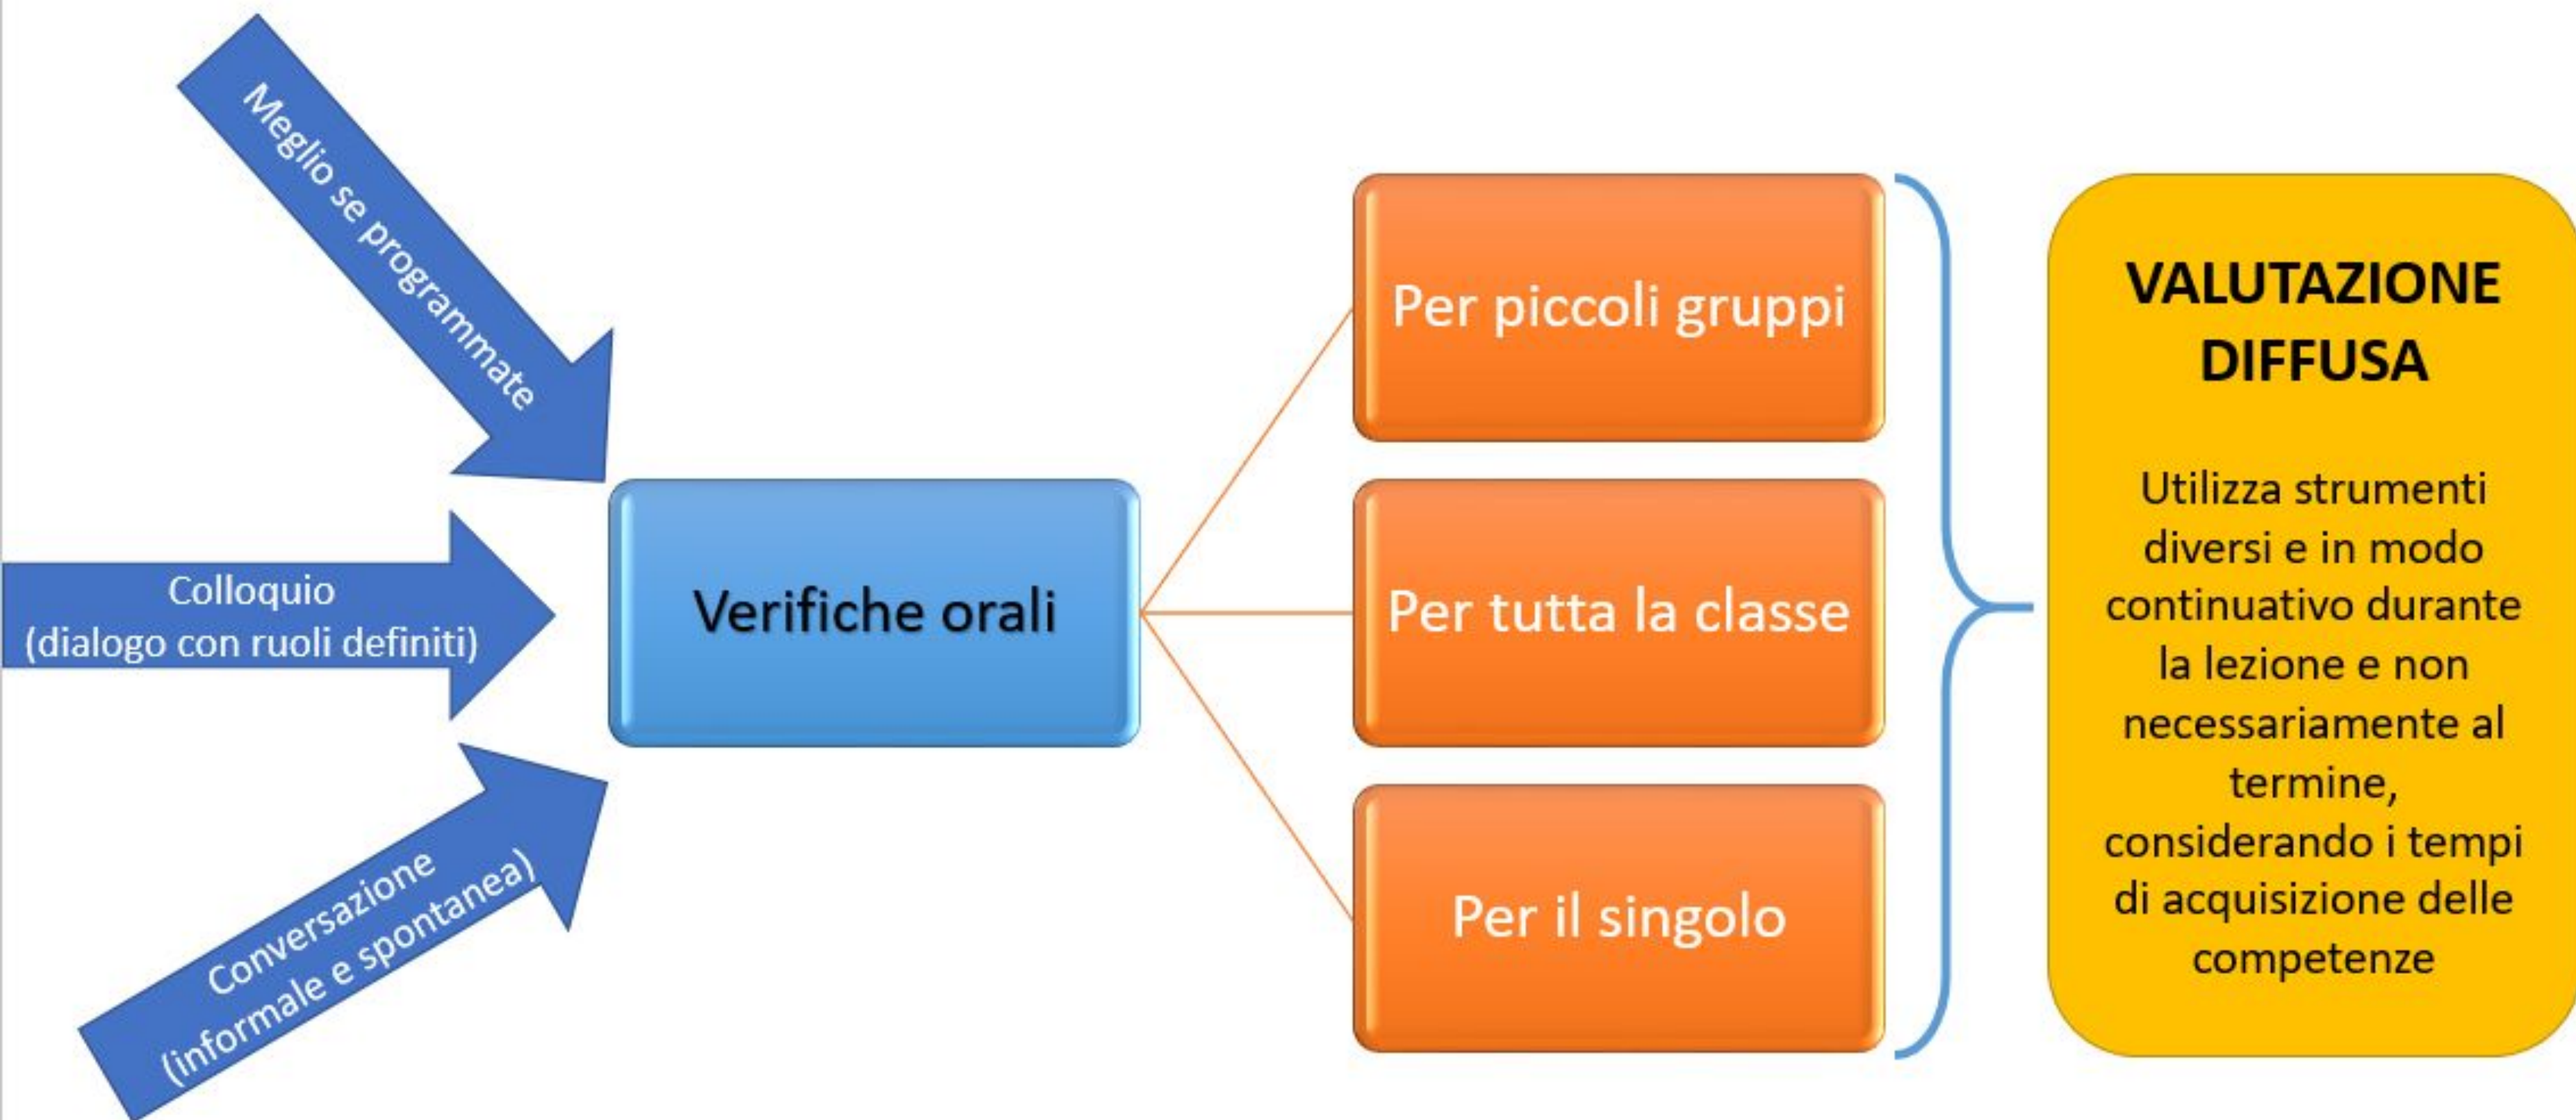 Meglio se programmate
Colloquio
(dialogo con ruoli definiti)
Conversazione
(informale e spontanea)
Verifiche orali
Per piccoli gruppi
Per tutta la classe
Per il singolo
VALUTAZIONE
DIFFUSA
Utilizza strumenti
diversi e in modo
continuativo durante
la lezione e non
necessariamente al
termine,
considerando i tempi
di acquisizione delle
competenze